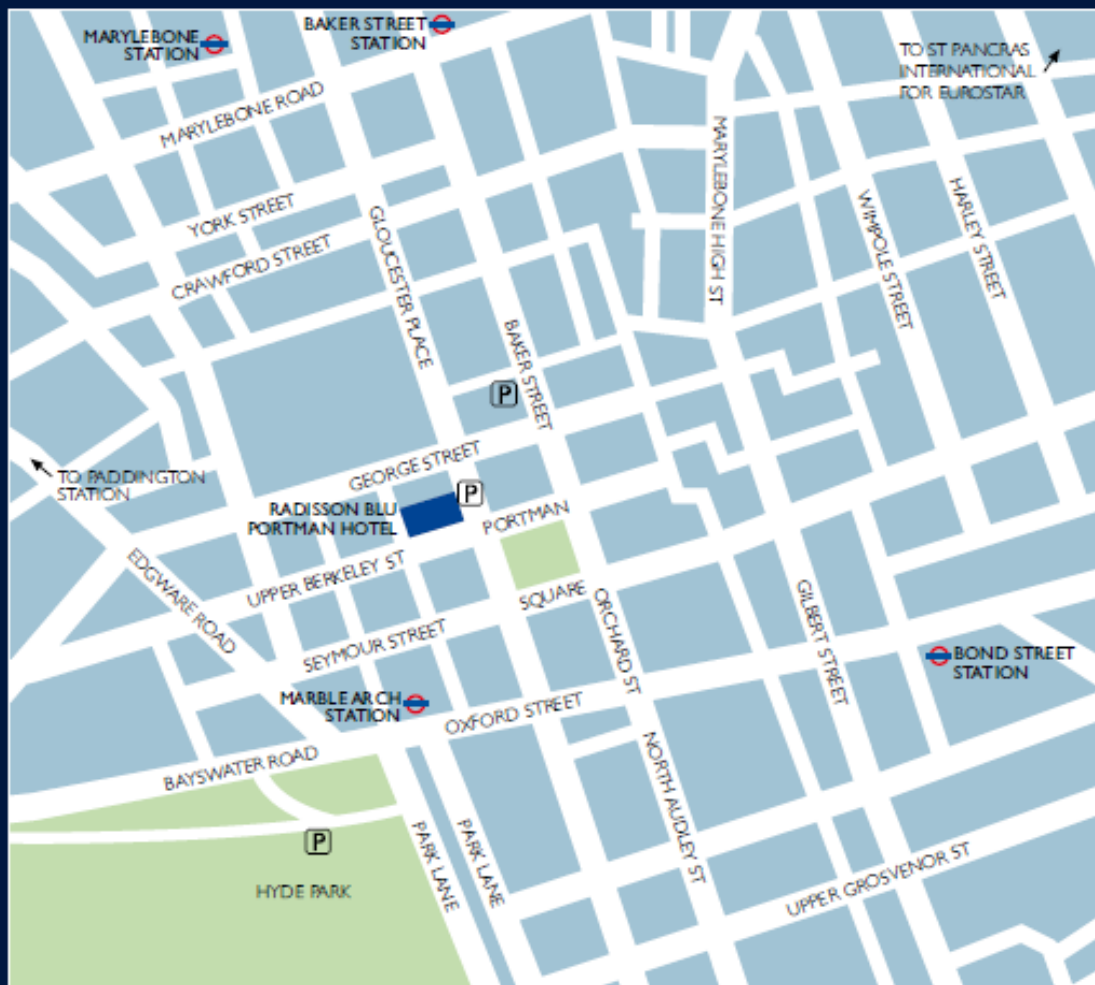 MARYLEBONE
STATION
BAKER STREET
STATION
TO ST PANCRAS
INTERNATIONAL
FOR EUROSTAR
MARYLEBONE ROAD
MARYLEBONE HIGH ST
YORK STREET
CRAWFORD STREET
GLOUCESTER PLACE
WIMPOLE STREET
HARLEY STREET
BAKER STREET
P
GEORGE STREET
TO PADDINGTON
STATION
P
RADISSON BLU
PORTMAN HOTEL
PORTMAN
EDGWARE ROAD
UPPER BERKELEY ST
SQUARE
SEYMOUR STREET
ORCHARD ST
GILBERT STREET
BOND STREET
STATION
MARBLE ARCH
STATION
OXFORD STREET
BAYSWATER ROAD
NORTH AUDLEY ST
P
PARK LANE
PARK LANE
HYDE PARK
UPPER GROSVENOR ST